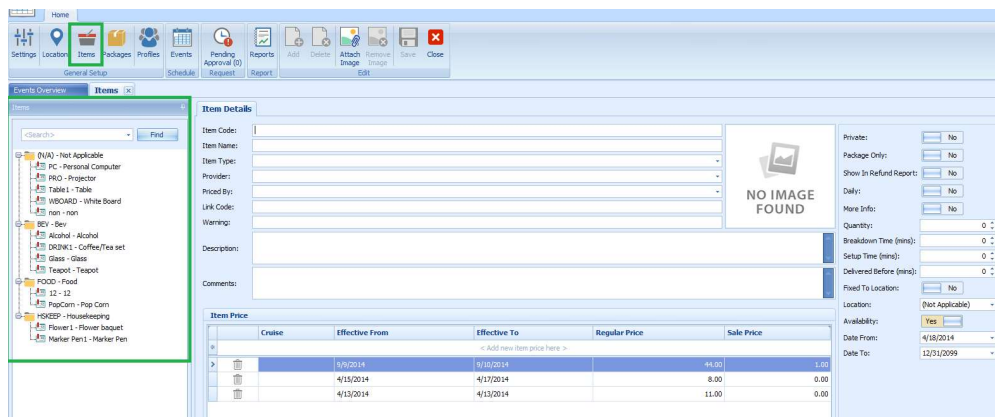 Home
Settings Location Items Packages Profiles Events Pending Approval (0) Reports Add Delete Attach Image Remove Image Save Close
General Setup Schedule Request Report Edit
Events Overview Items x
Items
<Search> Find
(N/A) - Not Applicable
PC - Personal Computer
PRO - Projector
Table1 - Table
WBOARD - White Board
non - non
BEV - Bev
Alcohol - Alcohol
DRINK1 - Coffee/Tea set
Glass - Glass
Teapot - Teapot
FOOD - Food
12 - 12
PopCorn - Pop Corn
HSKEEP - Housekeeping
Flower1 - Flower baquet
Marker Pen1 - Marker Pen
Item Details
Item Code:
Item Name:
Item Type:
Provider:
Priced By:
Link Code:
Warning:
Description:
Comments:
NO IMAGE
FOUND
Private: No
Package Only: No
Show In Refund Report: No
Daily: No
More Info: No
Quantity: 0
Breakdown Time (mins): 0
Setup Time (mins): 0
Delivered Before (mins): 0
Fixed To Location: No
Location: (Not Applicable)
Availability: Yes
Date From: 4/18/2014
Date To: 12/31/2099
Item Price
Cruise Effective From Effective To Regular Price Sale Price
< Add new item price here >
9/9/2014 9/10/2014 44.00 1.00
4/15/2014 4/17/2014 8.00 0.00
4/13/2014 4/13/2014 11.00 0.00